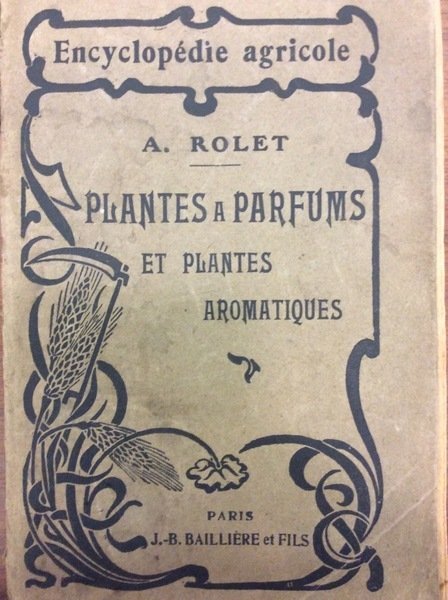 Encyclopédie agricole
A. ROLET
PLANTES A PARFUMS
ET PLANTES
AROMATIQUES
PARIS
J.-B. BAILLIÈRE et FILS